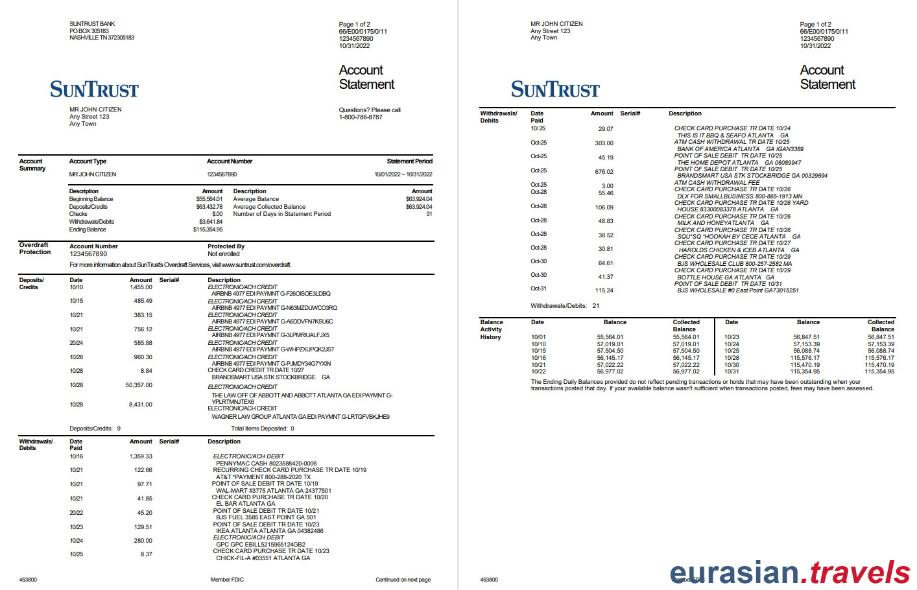 SUNTRUST BANK
PO BOX 305183
NASHVILLE TN 372305183
Page 1 of 2
66/E00/0175/0/11
1234567890
10/31/2022
Account
Statement
SUNTRUST
MR JOHN CITIZEN
Any Street 123
Any Town
Questions? Please call
1-800-786-8787
Account Summary
Account Type Account Number Statement Period
MR JOHN CITIZEN 1234567890 10/01/2022 – 10/31/2022
Description Amount Description Amount
Beginning Balance $55,564.01 Average Balance $63,924.04
Deposits/Credits $63,432.78 Average Collected Balance $63,924.04
Checks $.00 Number of Days in Statement Period 31
Withdrawals/Debits $3,641.84
Ending Balance $115,354.95
Overdraft Protection
Account Number Protected By
1234567890 Not enrolled
For more information about SunTrust's Overdraft Services, visit www.suntrust.com/overdraft.
Deposits/ Credits
Date Amount Serial# Description
10/10 1,455.00 ELECTRONIC/ACH CREDIT
AIRBNB 4977 EDI PAYMNT G-F26OISOE3LDBQ
10/15 485.49 ELECTRONIC/ACH CREDIT
AIRBNB 4977 EDI PAYMNT
10/21 383.15 ELECTRONIC/ACH CREDIT
AIRBNB 4977 EDI PAYMNT
10/21 756.12 ELECTRONIC/ACH CREDIT
AIRBNB 4977 EDI PAYMNT
20/24 585.88 ELECTRONIC/ACH CREDIT
AIRBNB 4977 EDI PAYMNT
10/28 960.30 ELECTRONIC/ACH CREDIT
AIRBNB 4977 EDI PAYMNT
10/28 8.84 CHECK CARD CREDIT TR DATE 10/27
BRANDSMART USA STK STOCKBRIDGE GA
10/28 50,357.00 ELECTRONIC/ACH CREDIT
THE LAW OFF OF ABBOTT AND ABBOTT ATLANTA GA EDI PAYMNT G-
YPLRTMNJTEX8
10/28 8,431.00 ELECTRONIC/ACH CREDIT
WAGNER LAW GROUP ATLANTA GA EDI PAYMNT G-LRTQFVBKJHE9
Deposits/Credits: 9 Total Items Deposited: 0
Withdrawals/ Debits
Date Paid Amount Serial# Description
10/16 1,359.33 ELECTRONIC/ACH DEBIT
PENNYMAC CASH 8023588420-0006
10/21 122.66 RECURRING CHECK CARD PURCHASE TR DATE 10/19
AT&T *PAYMENT 800-288-2020 TX
10/21 97.71 POINT OF SALE DEBIT TR DATE 10/19
WAL-MART #3775 ATLANTA GA 24377501
10/21 41.85 CHECK CARD PURCHASE TR DATE 10/20
EL BAR ATLANTA GA
20/22 45.20 POINT OF SALE DEBIT TR DATE 10/21
BJS FUEL 3585 EAST POINT GA 501
10/23 129.51 POINT OF SALE DEBIT TR DATE 10/23
IKEA ATLANTA ATLANTA GA 04382486
10/24 280.00 ELECTRONIC/ACH DEBIT
GPC GPC EBILL5215965124GB2
10/25 8.37 CHECK CARD PURCHASE TR DATE 10/23
CHICK-FIL-A #03551 ATLANTA GA
453800 Member FDIC Continued on next page
MR JOHN CITIZEN
Any Street 123
Any Town
Page 1 of 2
66/E00/0175/0/11
1234567890
10/31/2022
Account
Statement
SUNTRUST
Withdrawals/ Debits
Date Paid Amount Serial# Description
10/25 29.07 CHECK CARD PURCHASE TR DATE 10/24
THIS IS IT BBQ & SEAFO ATLANTA GA
Oct-25 303.00 ATM CASH WITHDRAWAL TR DATE 10/25
BANK OF AMERICA ATLANTA GA IGAN3389
Oct-25 45.19 POINT OF SALE DEBIT TR DATE 10/25
THE HOME DEPOT ATLANTA GA 06089947
Oct-25 676.02 POINT OF SALE DEBIT TR DATE 10/25
BRANDSMART USA STK STOCKBRIDGE GA 00329694
Oct-25 3.00 ATM CASH WITHDRAWAL FEE
Oct-28 55.46 CHECK CARD PURCHASE TR DATE 10/26
DLX FOR SMALLBUSINESS 800-865-1913 MN
Oct-28 106.09 CHECK CARD PURCHASE TR DATE 10/26 YARD
HOUSE 83300083378 ATLANTA GA
Oct-28 48.83 CHECK CARD PURCHASE TR DATE 10/26
MILK AND HONEYATLANTA GA
Oct-28 38.52 CHECK CARD PURCHASE TR DATE 10/26
SQU*SQ *HOOKAH BY CECE ATLANTA GA
Oct-28 30.81 CHECK CARD PURCHASE TR DATE 10/27
HAROLDS CHICKEN & ICEB ATLANTA GA
Oct-30 64.61 CHECK CARD PURCHASE TR DATE 10/29
BJS WHOLESALE CLUB 800-257-2582 MA
Oct-30 41.37 CHECK CARD PURCHASE TR DATE 10/29
BOTTLE HOUSE GA ATLANTA GA
Oct-31 115.24 POINT OF SALE DEBIT TR DATE 10/31
BJS WHOLESALE #0 East Point GAT3015251
Withdrawals/Debits: 21
Balance Activity History
Date Balance Collected Balance Date Balance Collected Balance
10/01 55,564.01 55,564.01 10/23 56,847.51 56,847.51
10/10 57,019.01 57,019.01 10/24 57,153.39 57,153.39
10/15 57,504.50 57,504.50 10/25 56,088.74 56,088.74
10/16 56,145.17 56,145.17 10/28 115,576.17 115,576.17
10/21 57,022.22 57,022.22 10/30 115,470.19 115,470.19
10/22 56,977.02 56,977.02 10/31 115,354.95 115,354.95
The Ending Daily Balances provided do not reflect pending transactions or holds that may have been outstanding when your
transactions posted that day. If your available balance wasn't sufficient when transactions posted, fees may have been assessed.
453800
eurasian.travels